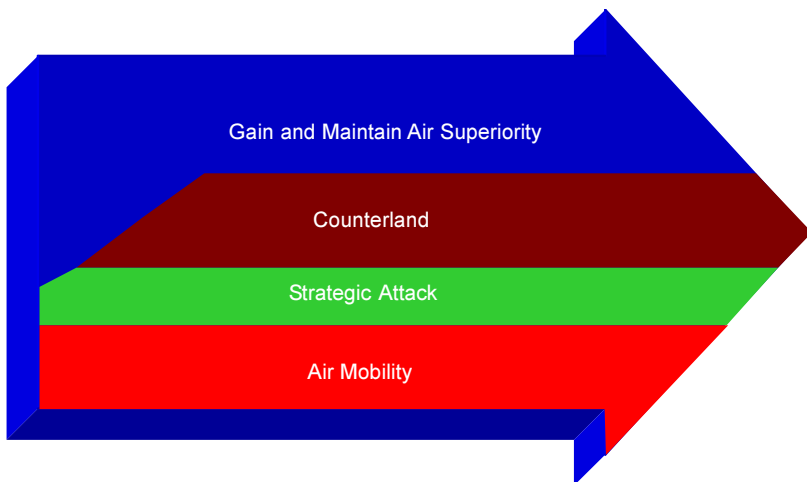 Gain and Maintain Air Superiority
Counterland
Strategic Attack
Air Mobility